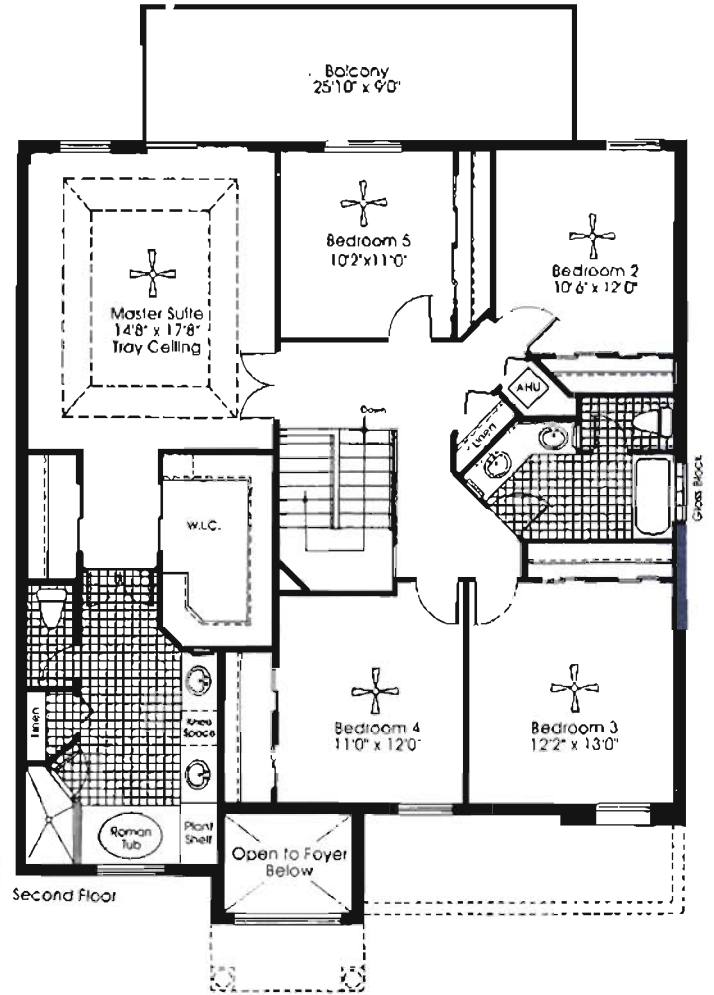 Balcony
25'10" x 9'0"
Bedroom 5
10'2"x11'0"
Bedroom 2
10'6" x 12'0"
Master Suite
14'8" x 17'8"
Tray Ceiling
AHU
Down
Linen
Glass Block
W.I.C.
Linen
Knee
Space
Bedroom 4
11'0" x 12'0"
Bedroom 3
12'2" x 13'0"
Roman
Tub
Plant
Shelf
Open to Foyer
Below
Second Floor